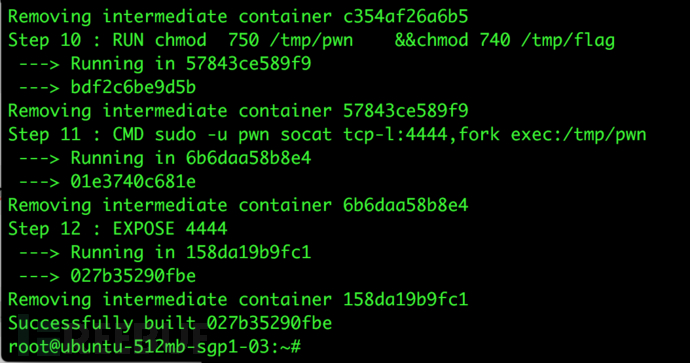 Removing intermediate container c354af26a6b5
Step 10 : RUN chmod  750 /tmp/pwn    &&chmod 740 /tmp/flag
 ---> Running in 57843ce589f9
 ---> bdf2c6be9d5b
Removing intermediate container 57843ce589f9
Step 11 : CMD sudo -u pwn socat tcp-l:4444,fork exec:/tmp/pwn
 ---> Running in 6b6daa58b8e4
 ---> 01e3740c681e
Removing intermediate container 6b6daa58b8e4
Step 12 : EXPOSE 4444
 ---> Running in 158da19b9fc1
 ---> 027b35290fbe
Removing intermediate container 158da19b9fc1
Successfully built 027b35290fbe
root@ubuntu-512mb-sgp1-03:~#